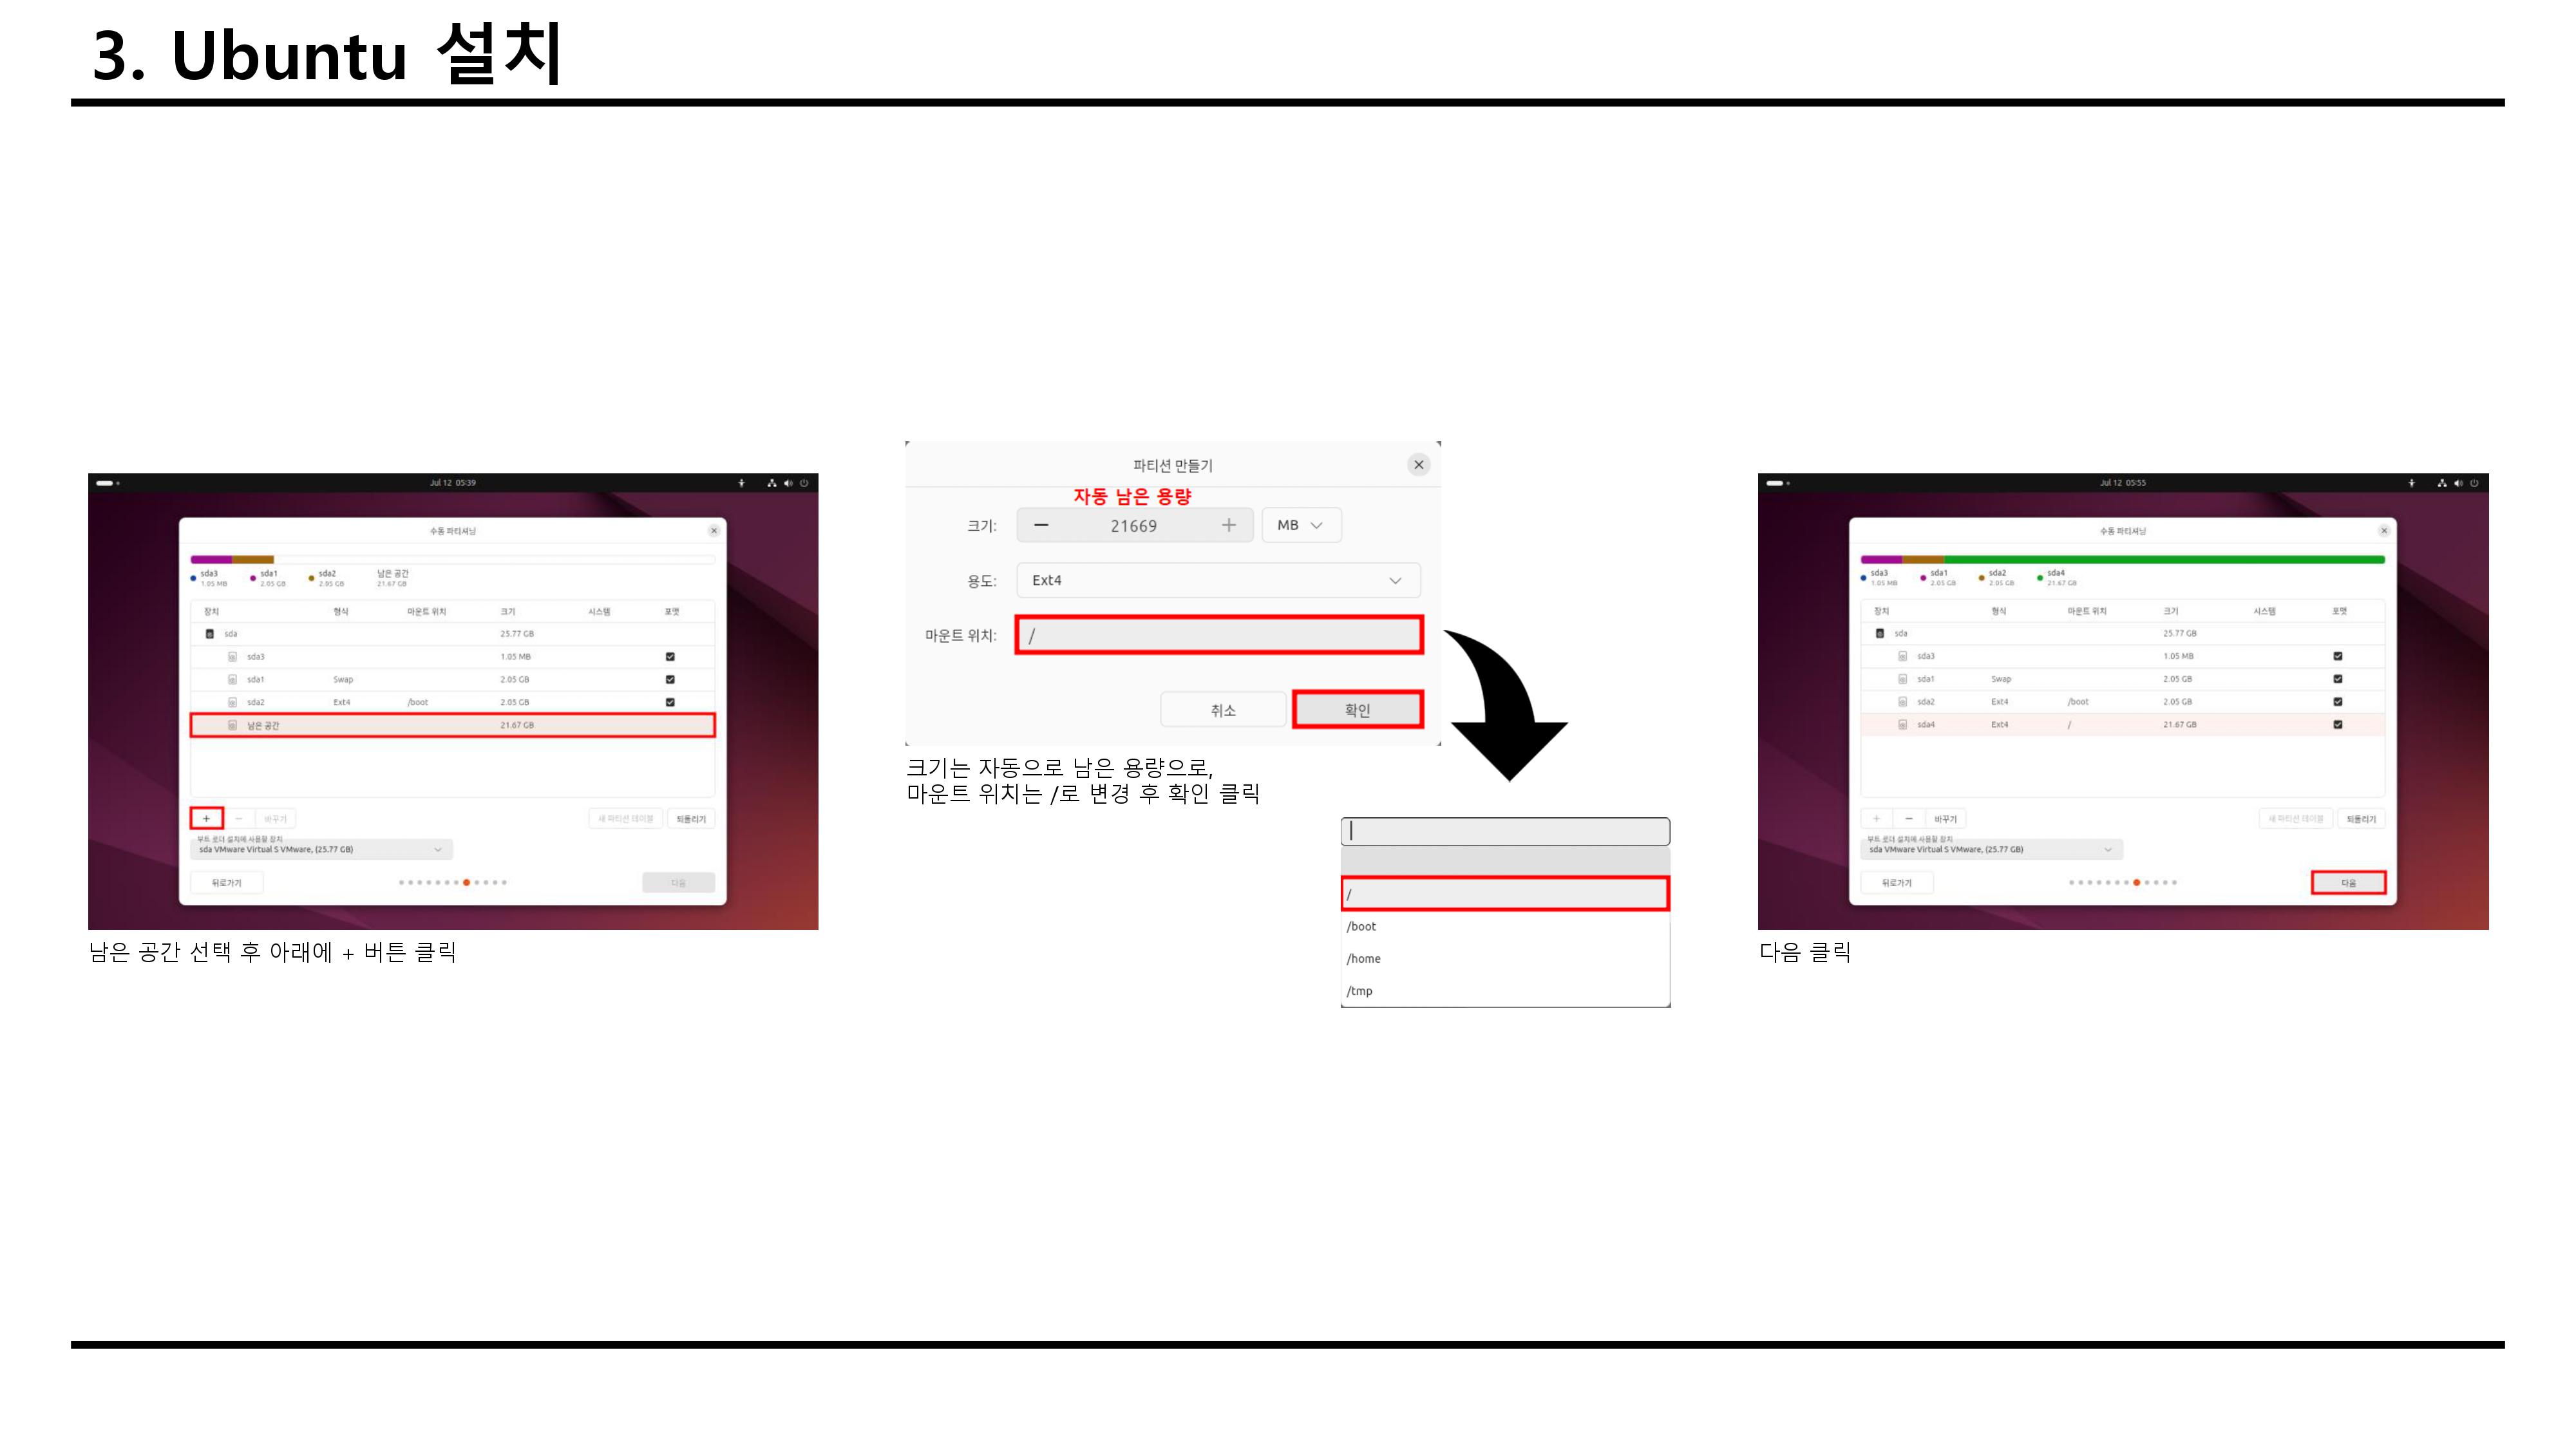 3. Ubuntu 설치
Jul 12 05:39
수동 파티셔닝
sda3 sda1 sda2 남은 공간
1.05 MB 2.05 GB 2.05 GB 21.67 GB
장치 형식 마운트 위치 크기 시스템 포맷
sda 25.77 GB
sda3 1.05 MB
sda1 Swap 2.05 GB
sda2 Ext4 /boot 2.05 GB
남은 공간 21.67 GB
+ − 바꾸기 새 파티션 테이블 되돌리기
부트 로더 설치에 사용할 장치
sda VMware Virtual S VMware, (25.77 GB)
뒤로가기 다음
남은 공간 선택 후 아래에 + 버튼 클릭
파티션 만들기
자동 남은 용량
크기: − 21669 + MB
용도: Ext4
마운트 위치: /
취소 확인
크기는 자동으로 남은 용량으로,
마운트 위치는 /로 변경 후 확인 클릭
/
/boot
/home
/tmp
Jul 12 05:55
수동 파티셔닝
sda3 sda1 sda2 sda4
1.05 MB 2.05 GB 2.05 GB 21.67 GB
장치 형식 마운트 위치 크기 시스템 포맷
sda 25.77 GB
sda3 1.05 MB
sda1 Swap 2.05 GB
sda2 Ext4 /boot 2.05 GB
sda4 Ext4 / 21.67 GB
+ − 바꾸기 새 파티션 테이블 되돌리기
부트 로더 설치에 사용할 장치
sda VMware Virtual S VMware, (25.77 GB)
뒤로가기 다음
다음 클릭